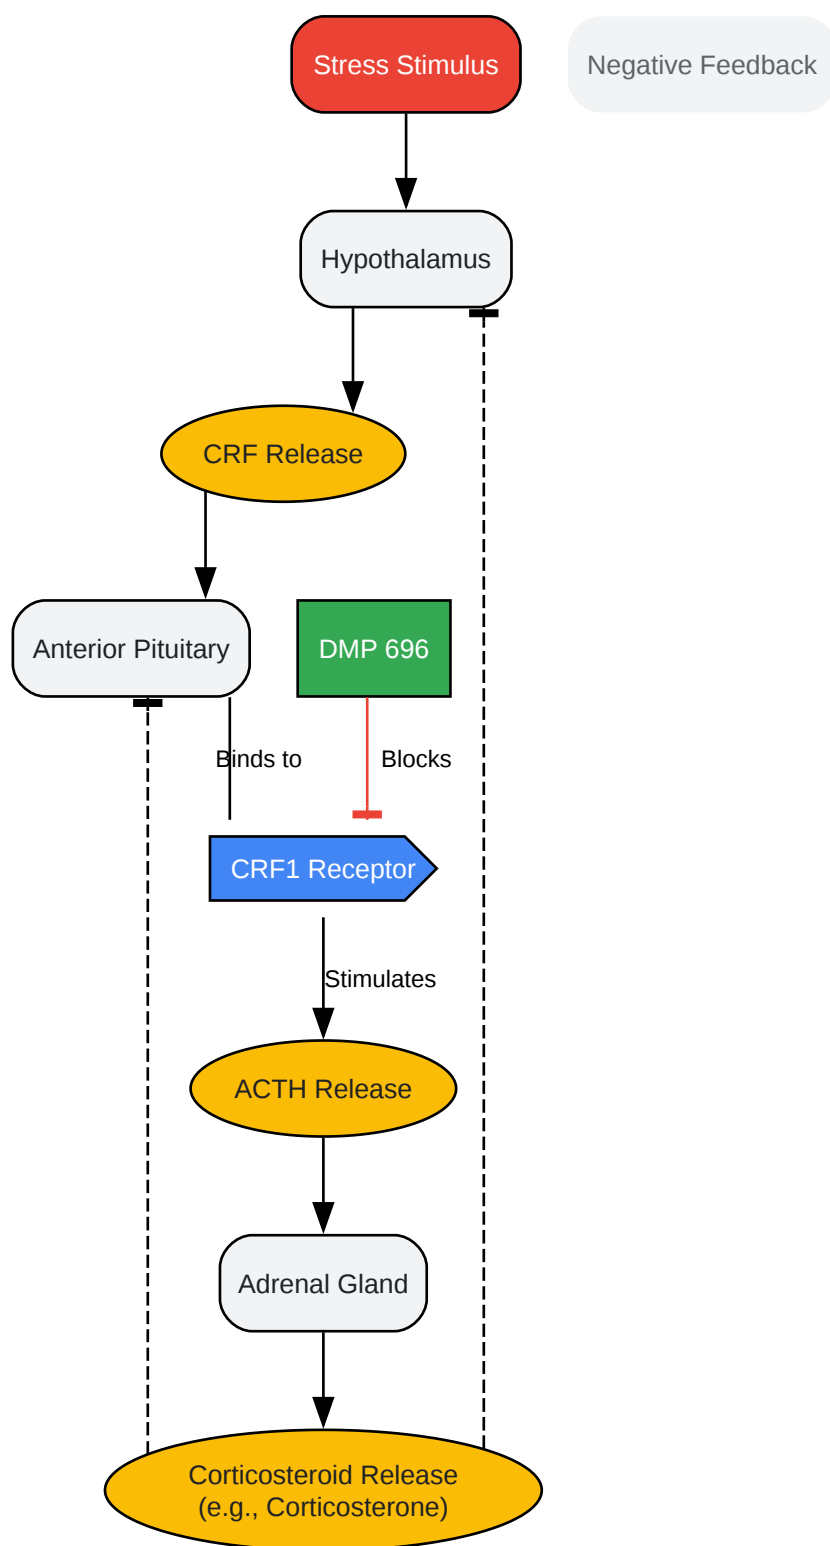 Stress Stimulus
Negative Feedback
Hypothalamus
CRF Release
Anterior Pituitary
DMP 696
Binds to
Blocks
CRF1 Receptor
Stimulates
ACTH Release
Adrenal Gland
Corticosteroid Release
(e.g., Corticosterone)